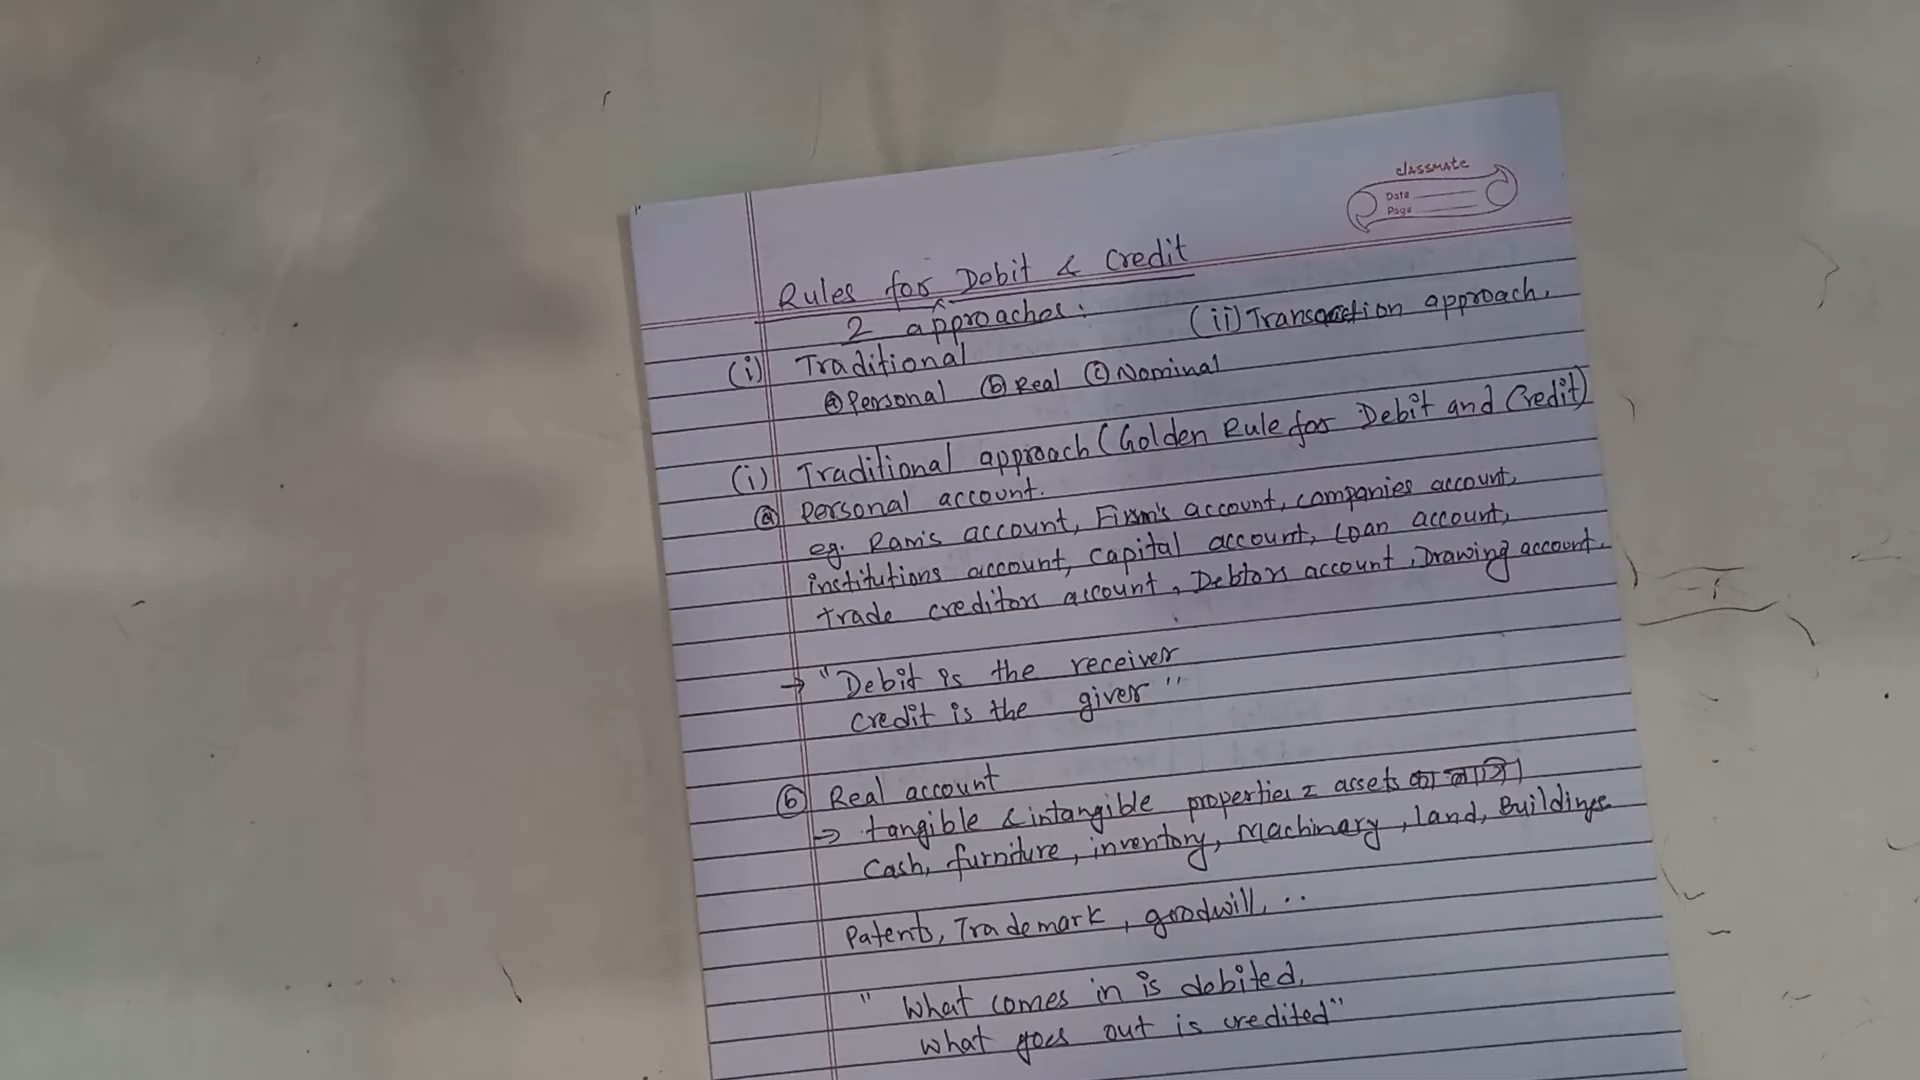 classmate
Date
Page
Rules for Debit & Credit
2 approaches:
(i) Traditional (ii) Transaction approach.
ⓐ Personal ⓑ Real ⓒ Nominal
(i) Traditional approach (Golden Rule for Debit and Credit)
ⓐ Personal account.
eg. Ram's account, Firm's account, companies account,
institutions account, capital account, Loan account,
trade creditors account, Debtors account, Drawing account.
→ "Debit is the receiver
credit is the giver"
ⓑ Real account
→ tangible & intangible properties = assets का
Cash, furniture, inventory, Machinary, land, Buildings
Patents, Trademark, goodwill, ..
" What comes in is debited,
what goes out is credited"